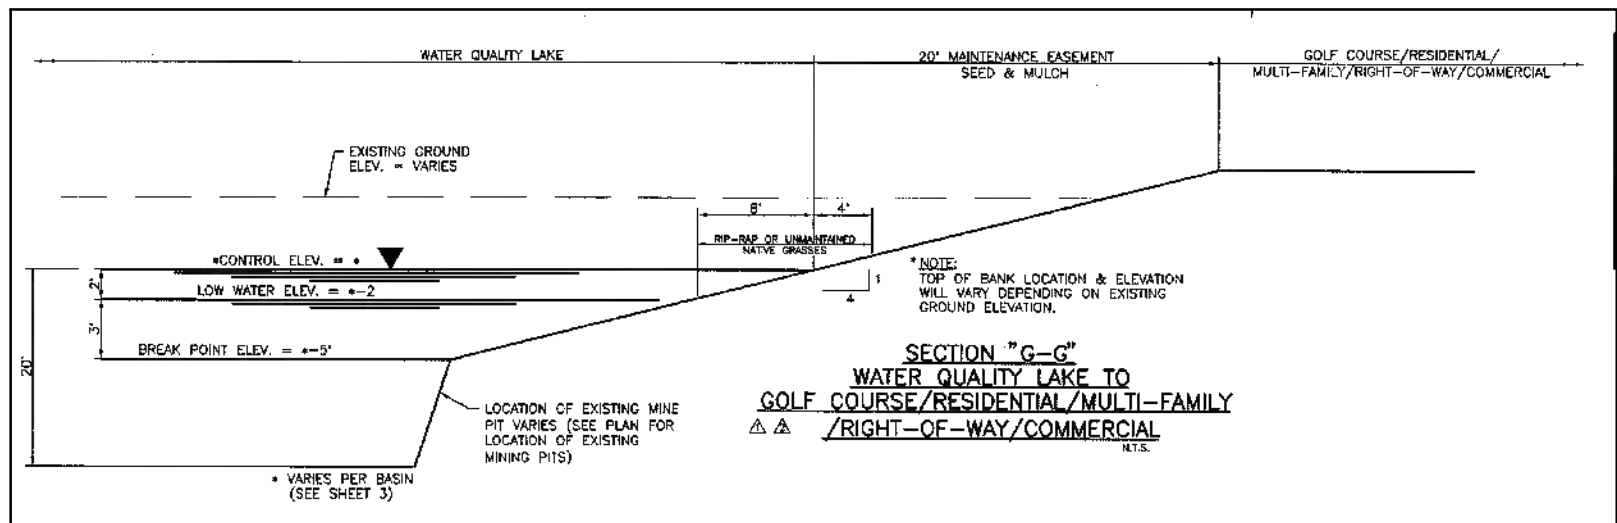 WATER QUALITY LAKE
20' MAINTENANCE EASEMENT
SEED & MULCH
GOLF COURSE/RESIDENTIAL/
MULTI-FAMILY/RIGHT-OF-WAY/COMMERCIAL
EXISTING GROUND
ELEV. = VARIES
8'
4'
RIP-RAP OR UNMAINTAINED
NATIVE GRASSES
*CONTROL ELEV. = *
2'
LOW WATER ELEV. = *-2
3'
BREAK POINT ELEV. = *-5'
20'
1
4
* NOTE:
TOP OF BANK LOCATION & ELEVATION
WILL VARY DEPENDING ON EXISTING
GROUND ELEVATION.
LOCATION OF EXISTING MINE
PIT VARIES (SEE PLAN FOR
LOCATION OF EXISTING
MINING PITS)
* VARIES PER BASIN
(SEE SHEET 3)
SECTION "G-G"
WATER QUALITY LAKE TO
GOLF COURSE/RESIDENTIAL/MULTI-FAMILY
/RIGHT-OF-WAY/COMMERCIAL
N.T.S.